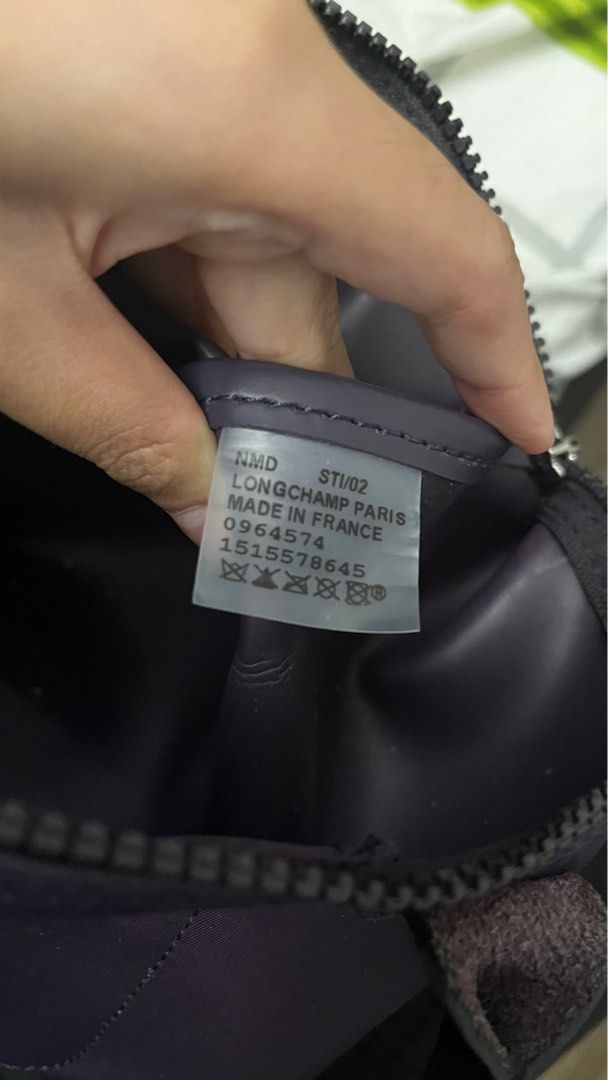 NMD STI/02
LONGCHAMP PARIS
MADE IN FRANCE
0964574
1515578645
®